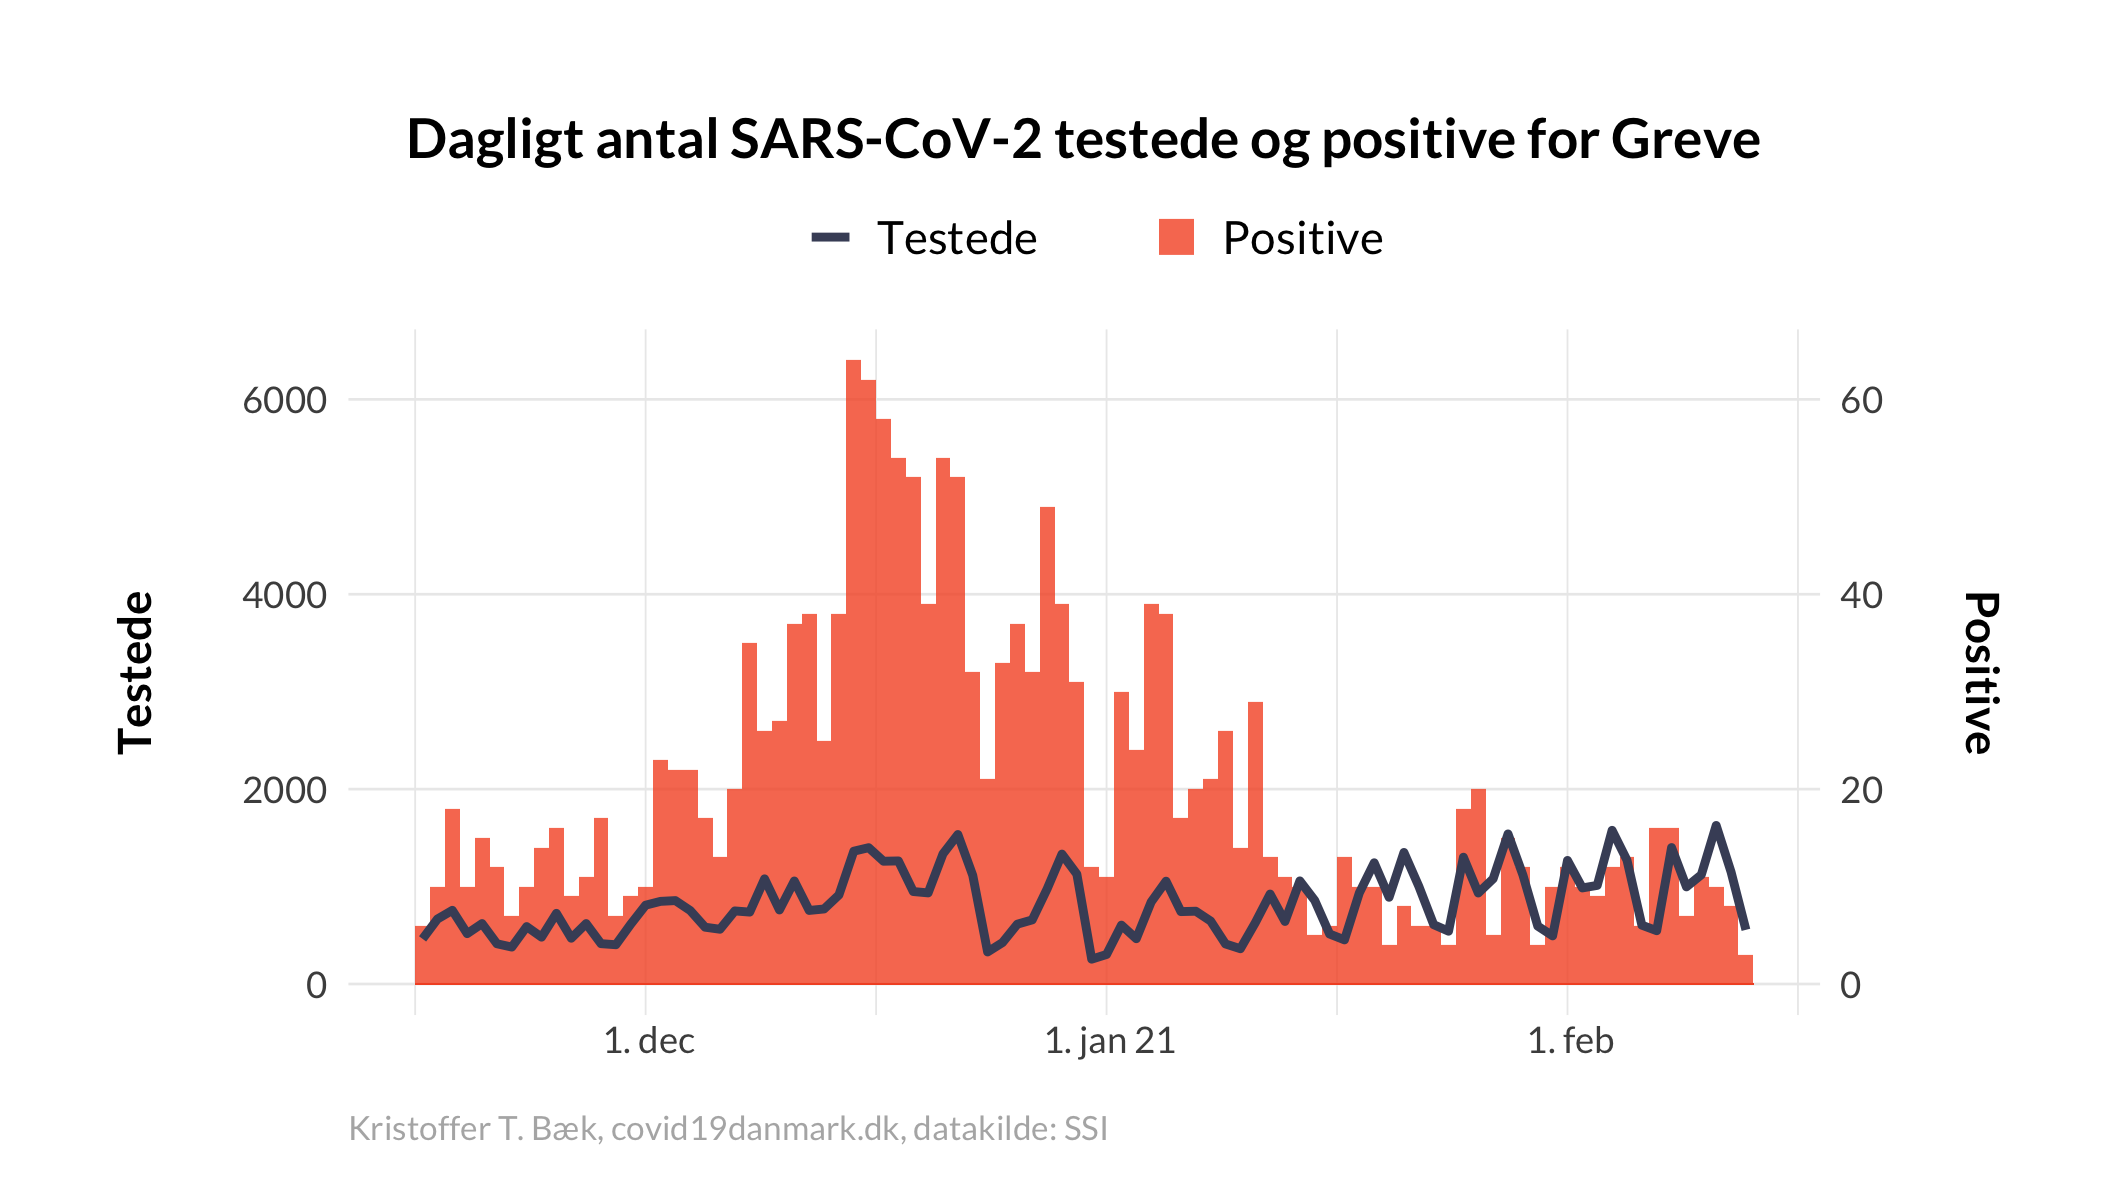 Dagligt antal SARS-CoV-2 testede og positive for Greve
Testede
Positive
6000
4000
2000
0
60
40
20
0
Testede
Positive
1. dec
1. jan 21
1. feb
Kristoffer T. Bæk, covid19danmark.dk, datakilde: SSI